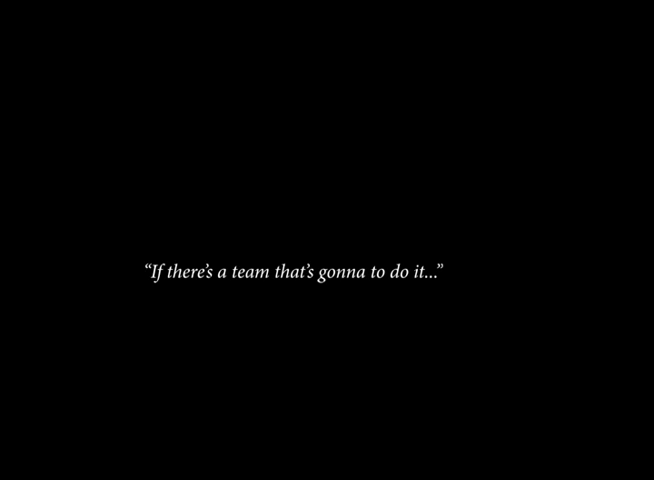 “If there’s a team that’s gonna to do it...”